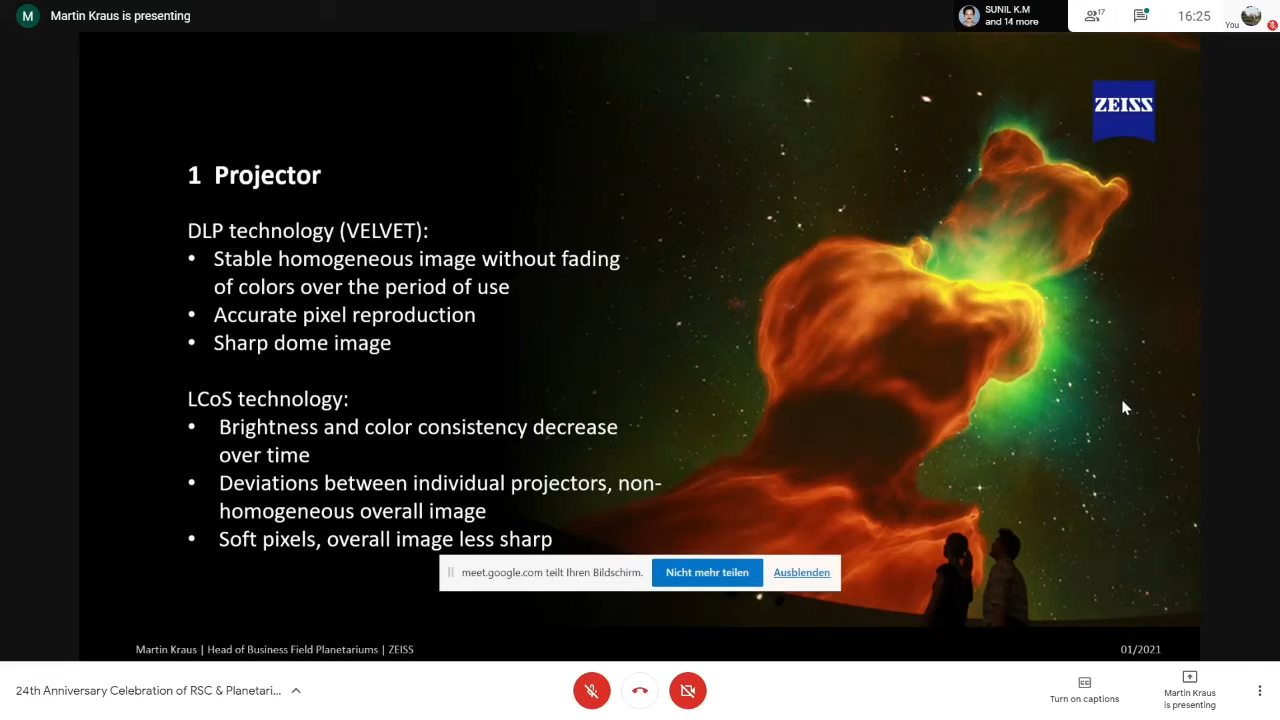 M Martin Kraus is presenting
SUNIL K.M
and 14 more
17
16:25
You
ZEISS
1 Projector
DLP technology (VELVET):
• Stable homogeneous image without fading
of colors over the period of use
• Accurate pixel reproduction
• Sharp dome image
LCoS technology:
• Brightness and color consistency decrease
over time
• Deviations between individual projectors, non-
homogeneous overall image
• Soft pixels, overall image less sharp
meet.google.com teilt Ihren Bildschirm. Nicht mehr teilen Ausblenden
Martin Kraus | Head of Business Field Planetariums | ZEISS
01/2021
24th Anniversary Celebration of RSC & Planetari...
Turn on captions
Martin Kraus
is presenting